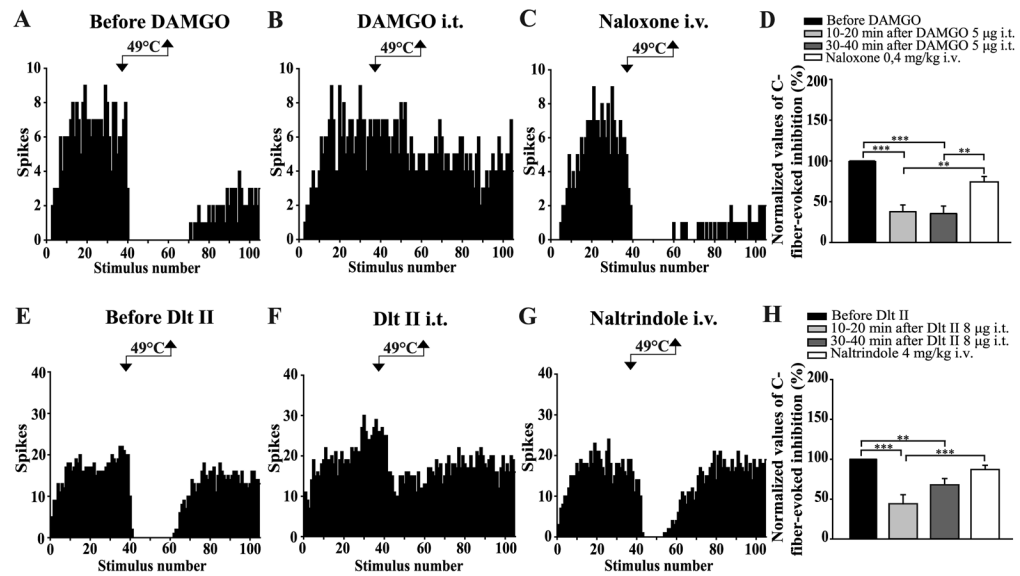 A Before DAMGO
49°C
Spikes
10
8
6
4
2
0
0 20 40 60 80 100
Stimulus number
B DAMGO i.t.
49°C
10
8
6
4
2
0
0 20 40 60 80 100
Stimulus number
C Naloxone i.v.
49°C
Spikes
10
8
6
4
2
0
0 20 40 60 80 100
Stimulus number
D
Before DAMGO
10-20 min after DAMGO 5 µg i.t.
30-40 min after DAMGO 5 µg i.t.
Naloxone 0,4 mg/kg i.v.
Normalized values of C-
fiber-evoked inhibition (%)
200
150
100
50
0
***
***
**
**
E Before Dlt II
49°C
Spikes
40
30
20
10
0
0 20 40 60 80 100
Stimulus number
F Dlt II i.t.
49°C
Spikes
40
30
20
10
0
0 20 40 60 80 100
Stimulus number
G Naltrindole i.v.
49°C
Spikes
40
30
20
10
0
0 20 40 60 80 100
Stimulus number
H
Before Dlt II
10-20 min after Dlt II 8 µg i.t.
30-40 min after Dlt II 8 µg i.t.
Naltrindole 4 mg/kg i.v.
Normalized values of C-
fiber-evoked inhibition (%)
200
150
100
50
0
**
***
***